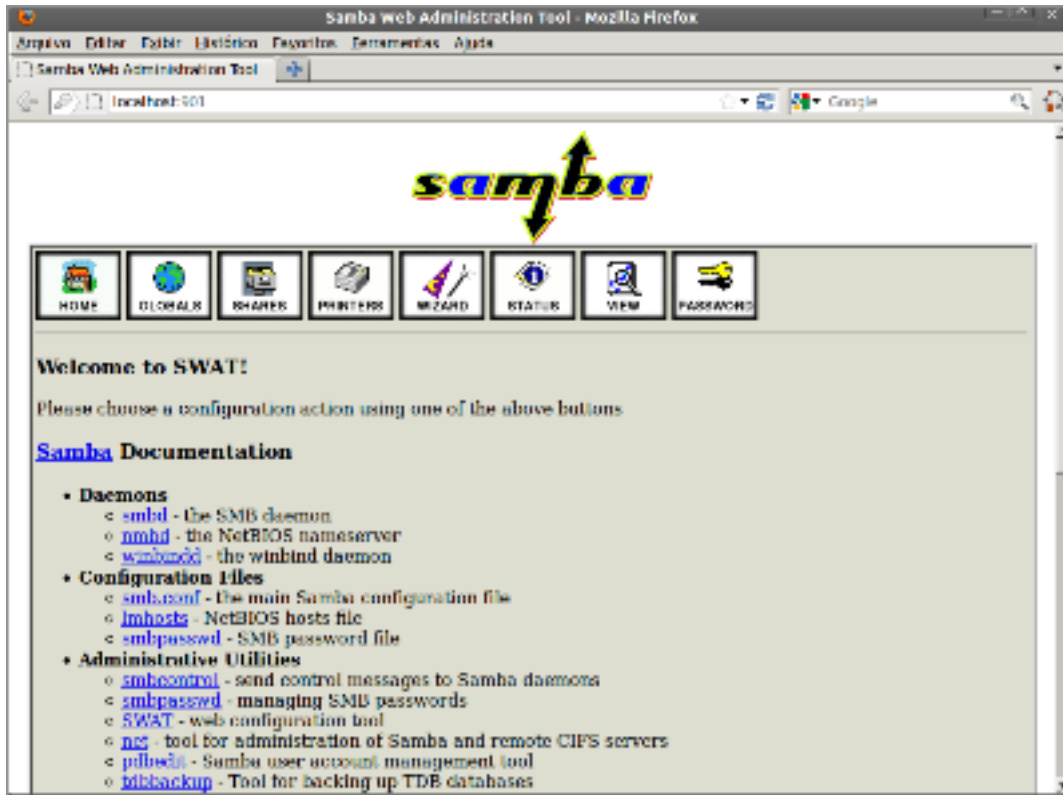 Samba Web Administration Tool - Mozilla Firefox
Arquivo Editar Exibir Histórico Favoritos Ferramentas Ajuda
Samba Web Administration Tool
localhost:901 Google
samba
HOME GLOBALS SHARES PRINTERS WIZARD STATUS VIEW PASSWORD
Welcome to SWAT!
Please choose a configuration action using one of the above buttons
Samba Documentation
• Daemons
◦ smbd - the SMB daemon
◦ nmbd - the NetBIOS nameserver
◦ winbindd - the winbind daemon
• Configuration Files
◦ smb.conf - the main Samba configuration file
◦ lmhosts - NetBIOS hosts file
◦ smbpasswd - SMB password file
• Administrative Utilities
◦ smbcontrol - send control messages to Samba daemons
◦ smbpasswd - managing SMB passwords
◦ SWAT - web configuration tool
◦ net - tool for administration of Samba and remote CIFS servers
◦ pdbedit - Samba user account management tool
◦ tdbbackup - Tool for backing up TDB databases